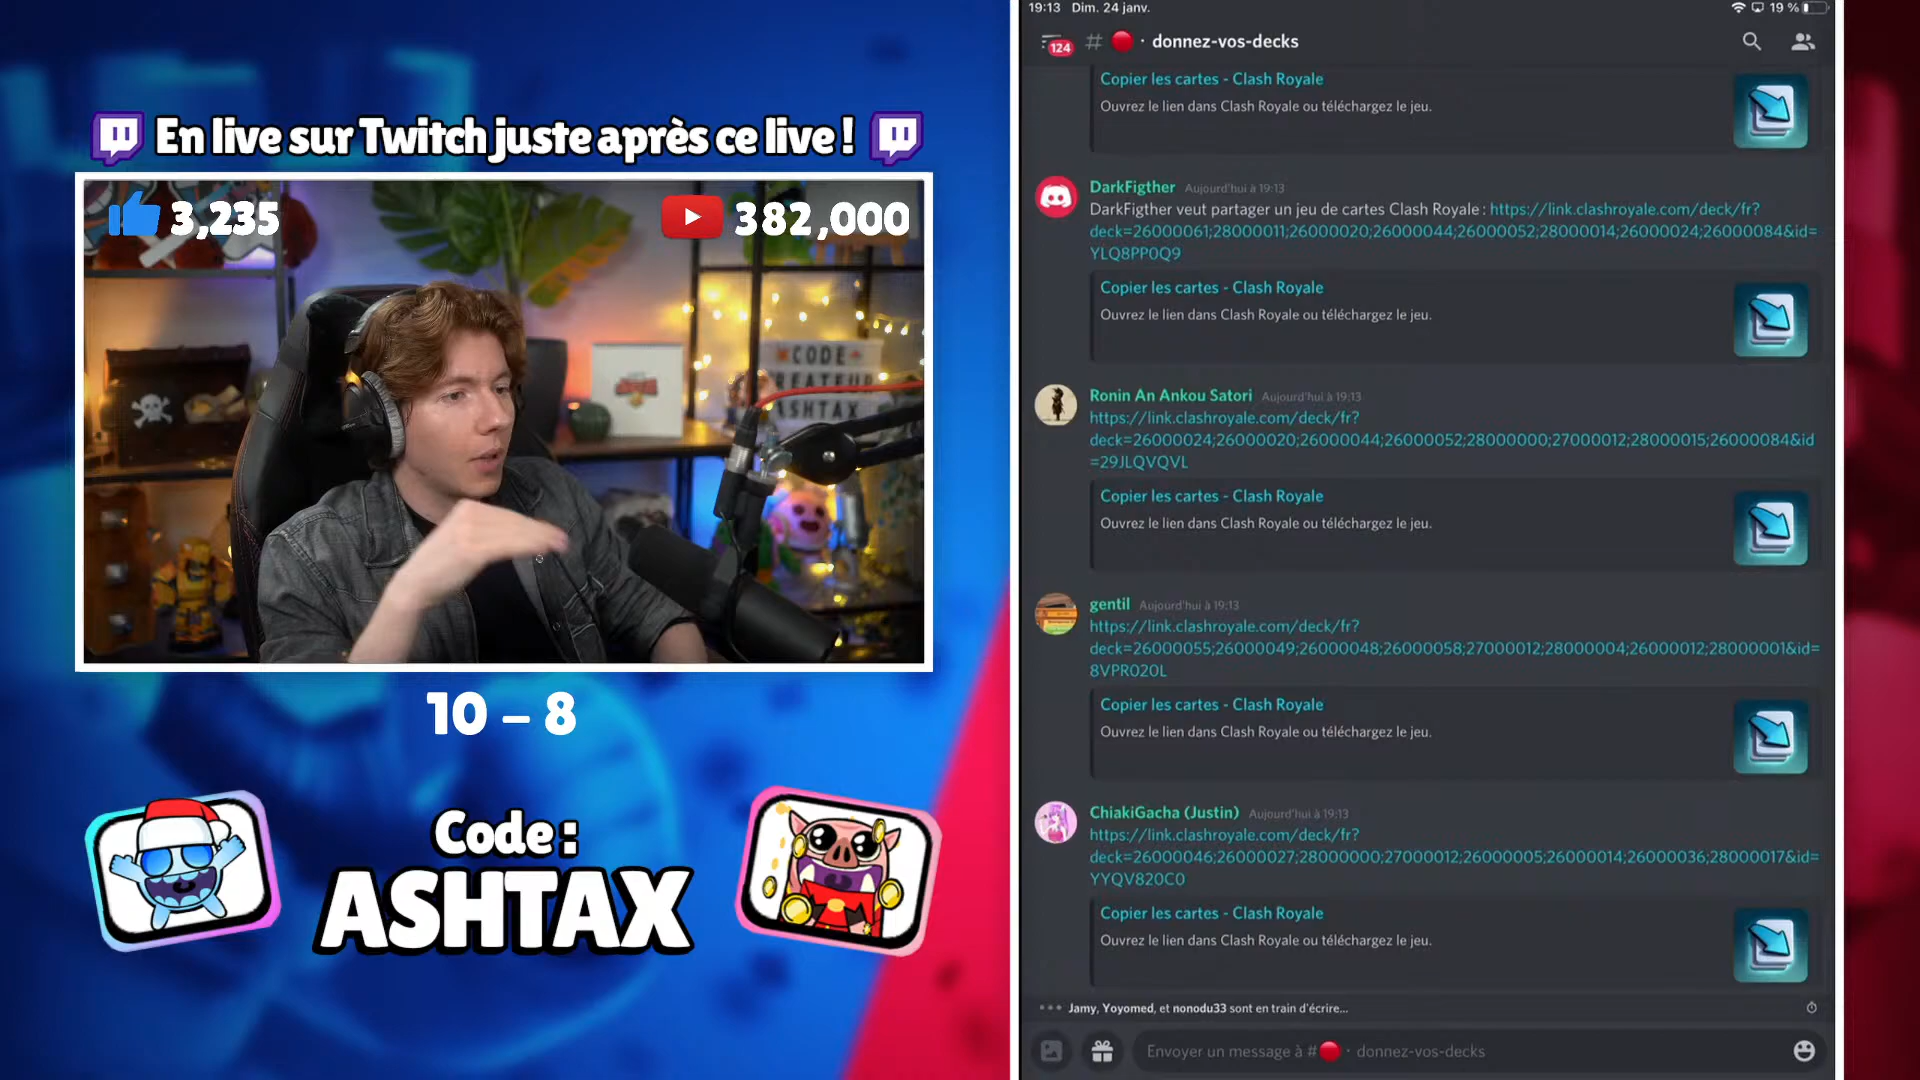 En live sur Twitch juste après ce live !
3,235
382,000
CODE
CREATEUR
ASHTAX
10 – 8
Code :
ASHTAX
19:13 Dim. 24 janv.
19 %
124
# 🔴 · donnez-vos-decks
Copier les cartes - Clash Royale
Ouvrez le lien dans Clash Royale ou téléchargez le jeu.
DarkFigther Aujourd'hui à 19:13
DarkFigther veut partager un jeu de cartes Clash Royale : https://link.clashroyale.com/deck/fr?
deck=26000061;28000011;26000020;26000044;26000052;28000014;26000024;26000084&id=
YLQ8PP0Q9
Copier les cartes - Clash Royale
Ouvrez le lien dans Clash Royale ou téléchargez le jeu.
Ronin An Ankou Satori Aujourd'hui à 19:13
https://link.clashroyale.com/deck/fr?
deck=26000024;26000020;26000044;26000052;28000000;27000012;28000015;26000084&id
=29JLQVQVL
Copier les cartes - Clash Royale
Ouvrez le lien dans Clash Royale ou téléchargez le jeu.
gentil Aujourd'hui à 19:13
https://link.clashroyale.com/deck/fr?
deck=26000055;26000049;26000048;26000058;27000012;28000004;26000012;28000001&id=
8VPR020L
Copier les cartes - Clash Royale
Ouvrez le lien dans Clash Royale ou téléchargez le jeu.
ChiakiGacha (Justin) Aujourd'hui à 19:13
https://link.clashroyale.com/deck/fr?
deck=26000046;26000027;28000000;27000012;26000005;26000014;26000036;28000017&id=
YYQV820C0
Copier les cartes - Clash Royale
Ouvrez le lien dans Clash Royale ou téléchargez le jeu.
Jamy, Yoyomed, et nonodu33 sont en train d'écrire...
Envoyer un message à #🔴 · donnez-vos-decks